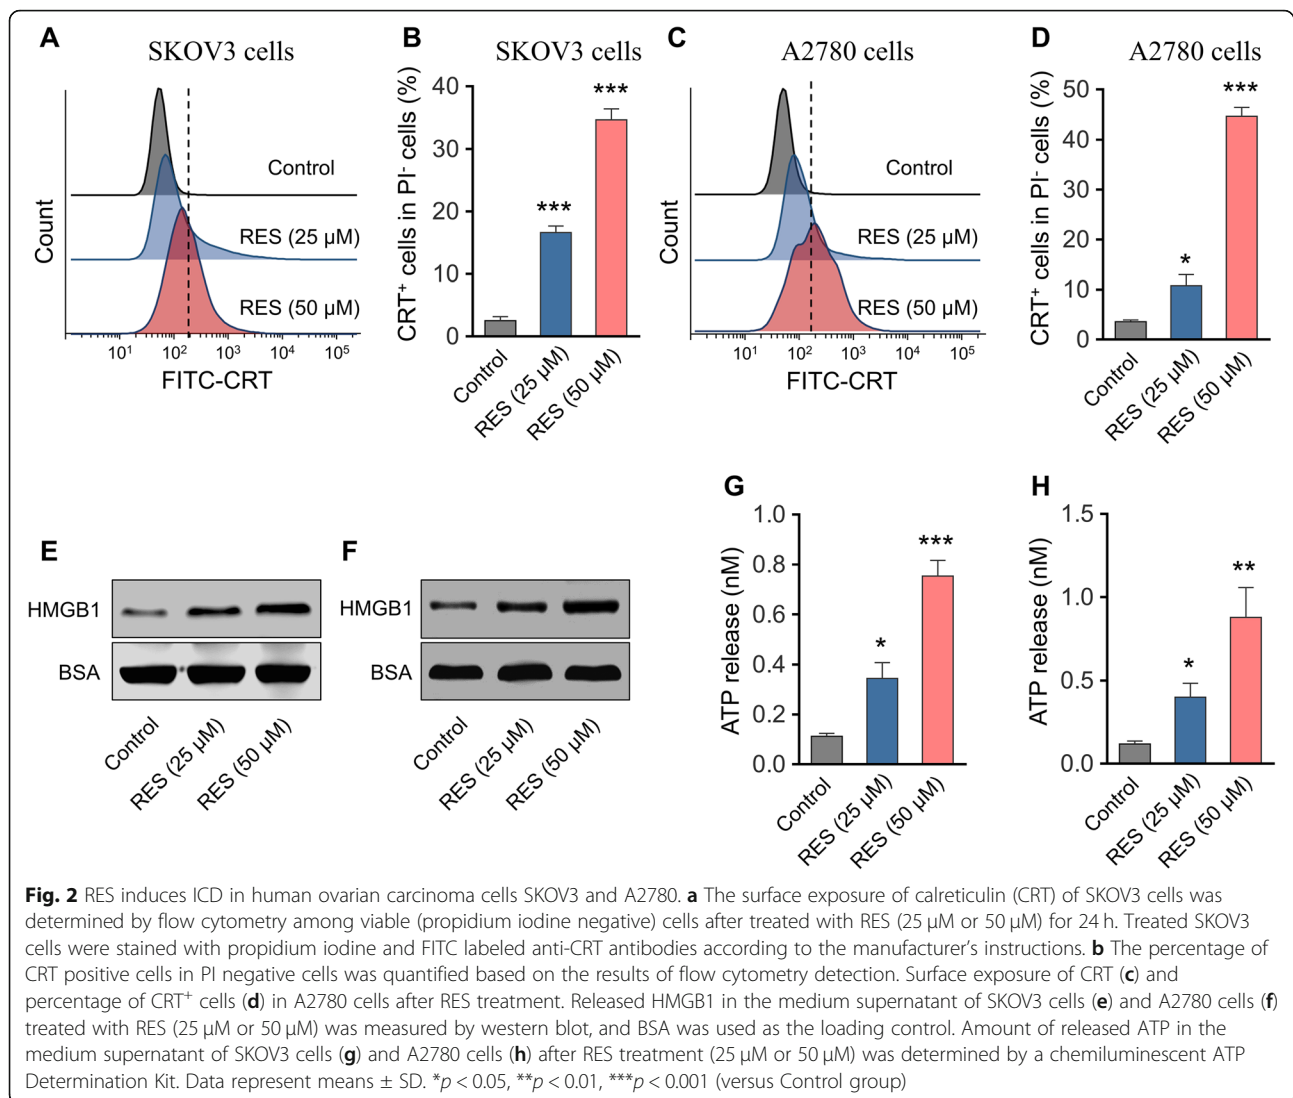 A
SKOV3 cells
Count
Control
RES (25 µM)
RES (50 µM)
10¹ 10² 10³ 10⁴ 10⁵
FITC-CRT
B
SKOV3 cells
CRT⁺ cells in PI⁻ cells (%)
40
30
20
10
0
***
***
Control
RES (25 µM)
RES (50 µM)
C
A2780 cells
Count
Control
RES (25 µM)
RES (50 µM)
10¹ 10² 10³ 10⁴ 10⁵
FITC-CRT
D
A2780 cells
CRT⁺ cells in PI⁻ cells (%)
50
40
30
20
10
0
*
***
Control
RES (25 µM)
RES (50 µM)
E
HMGB1
BSA
Control
RES (25 µM)
RES (50 µM)
F
HMGB1
BSA
Control
RES (25 µM)
RES (50 µM)
G
ATP release (nM)
1.0
0.8
0.6
0.4
0.2
0.0
*
***
Control
RES (25 µM)
RES (50 µM)
H
ATP release (nM)
1.5
1.0
0.5
0.0
*
**
Control
RES (25 µM)
RES (50 µM)
Fig. 2 RES induces ICD in human ovarian carcinoma cells SKOV3 and A2780. a The surface exposure of calreticulin (CRT) of SKOV3 cells was
determined by flow cytometry among viable (propidium iodine negative) cells after treated with RES (25 µM or 50 µM) for 24 h. Treated SKOV3
cells were stained with propidium iodine and FITC labeled anti-CRT antibodies according to the manufacturer's instructions. b The percentage of
CRT positive cells in PI negative cells was quantified based on the results of flow cytometry detection. Surface exposure of CRT (c) and
percentage of CRT⁺ cells (d) in A2780 cells after RES treatment. Released HMGB1 in the medium supernatant of SKOV3 cells (e) and A2780 cells (f)
treated with RES (25 µM or 50 µM) was measured by western blot, and BSA was used as the loading control. Amount of released ATP in the
medium supernatant of SKOV3 cells (g) and A2780 cells (h) after RES treatment (25 µM or 50 µM) was determined by a chemiluminescent ATP
Determination Kit. Data represent means ± SD. *p < 0.05, **p < 0.01, ***p < 0.001 (versus Control group)